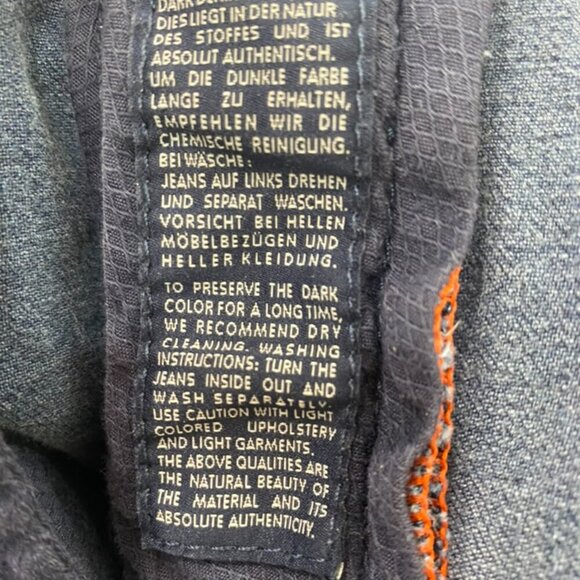 DIES LIEGT IN DER NATUR
DES STOFFES UND IST
ABSOLUT AUTHENTISCH.
UM DIE DUNKLE FARBE
LANGE ZU ERHALTEN,
EMPFEHLEN WIR DIE
CHEMISCHE REINIGUNG.
BEI WÄSCHE:
JEANS AUF LINKS DREHEN
UND SEPARAT WASCHEN.
VORSICHT BEI HELLEN
MÖBELBEZÜGEN UND
HELLER KLEIDUNG.
TO PRESERVE THE DARK
COLOR FOR A LONG TIME,
WE RECOMMEND DRY
CLEANING. WASHING
INSTRUCTIONS: TURN THE
JEANS INSIDE OUT AND
WASH SEPARATELY
USE CAUTION WITH LIGHT
COLORED UPHOLSTERY
AND LIGHT GARMENTS.
THE ABOVE QUALITIES ARE
THE NATURAL BEAUTY OF
THE MATERIAL AND ITS
ABSOLUTE AUTHENTICITY.